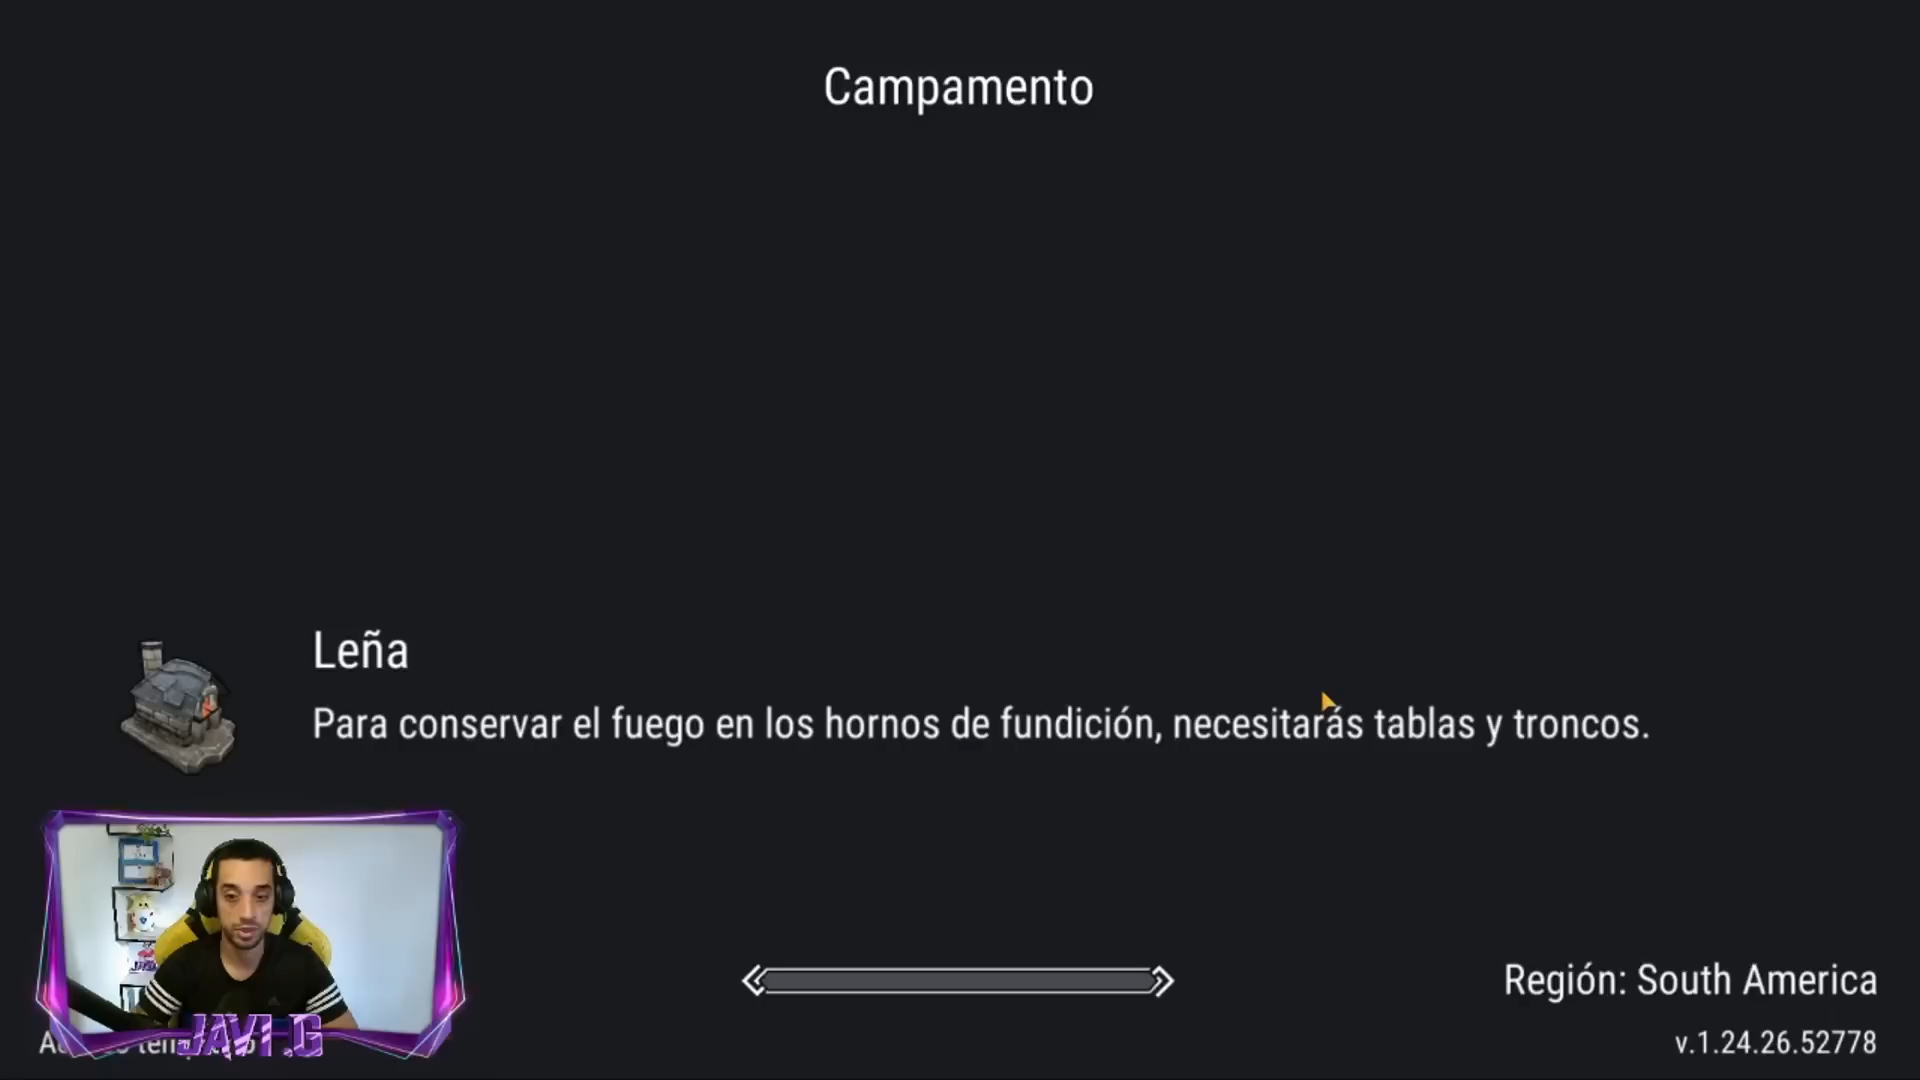 Campamento
Leña
Para conservar el fuego en los hornos de fundición, necesitarás tablas y troncos.
JAVI.G
Región: South America
v.1.24.26.52778